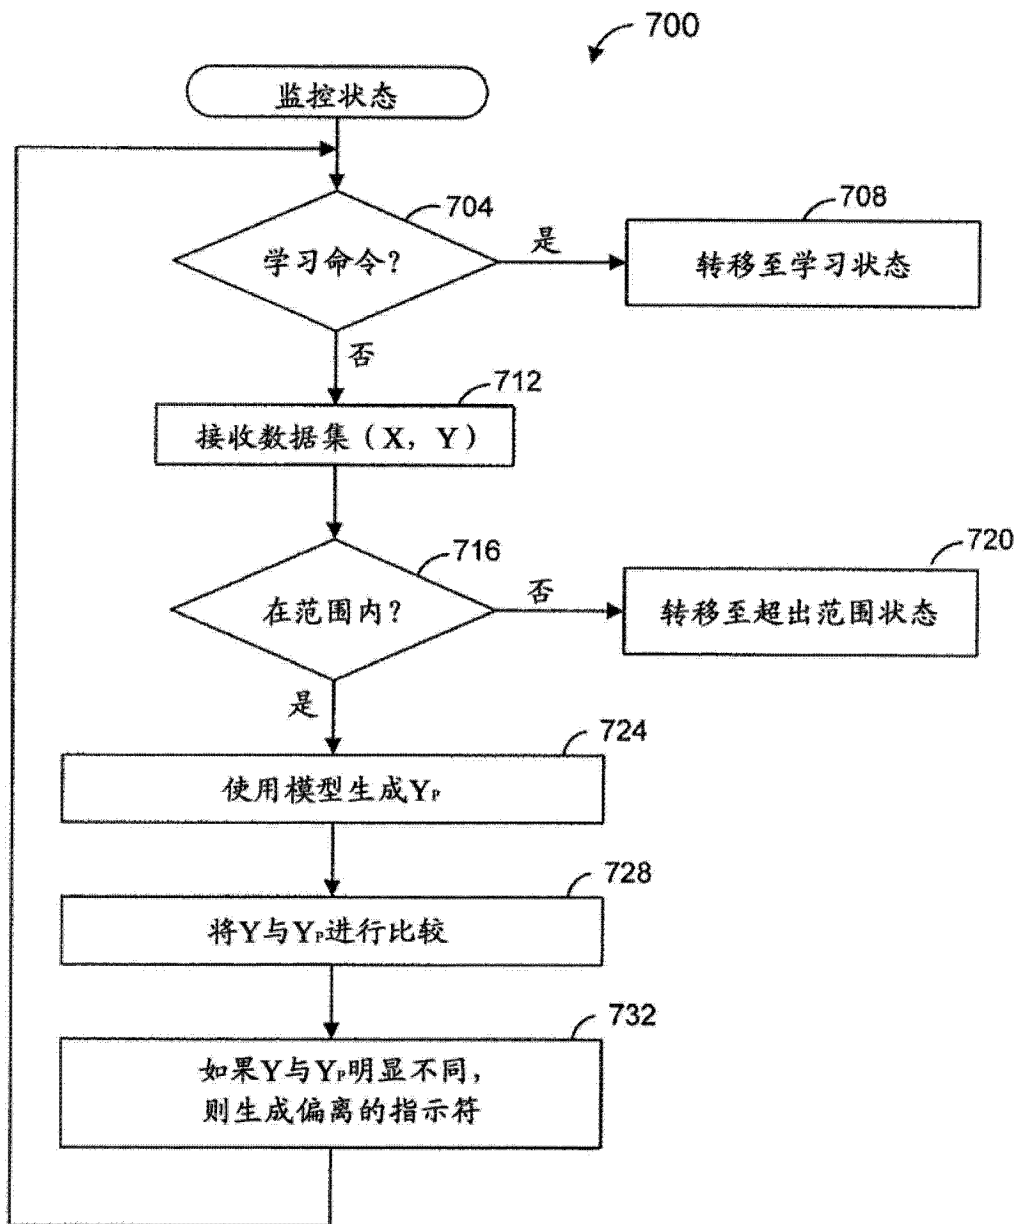 700
监控状态
704
学习命令?
是
708
转移至学习状态
否
712
接收数据集(X,Y)
716
在范围内?
否
720
转移至超出范围状态
是
724
使用模型生成YP
728
将Y与YP进行比较
732
如果Y与YP明显不同,
则生成偏离的指示符